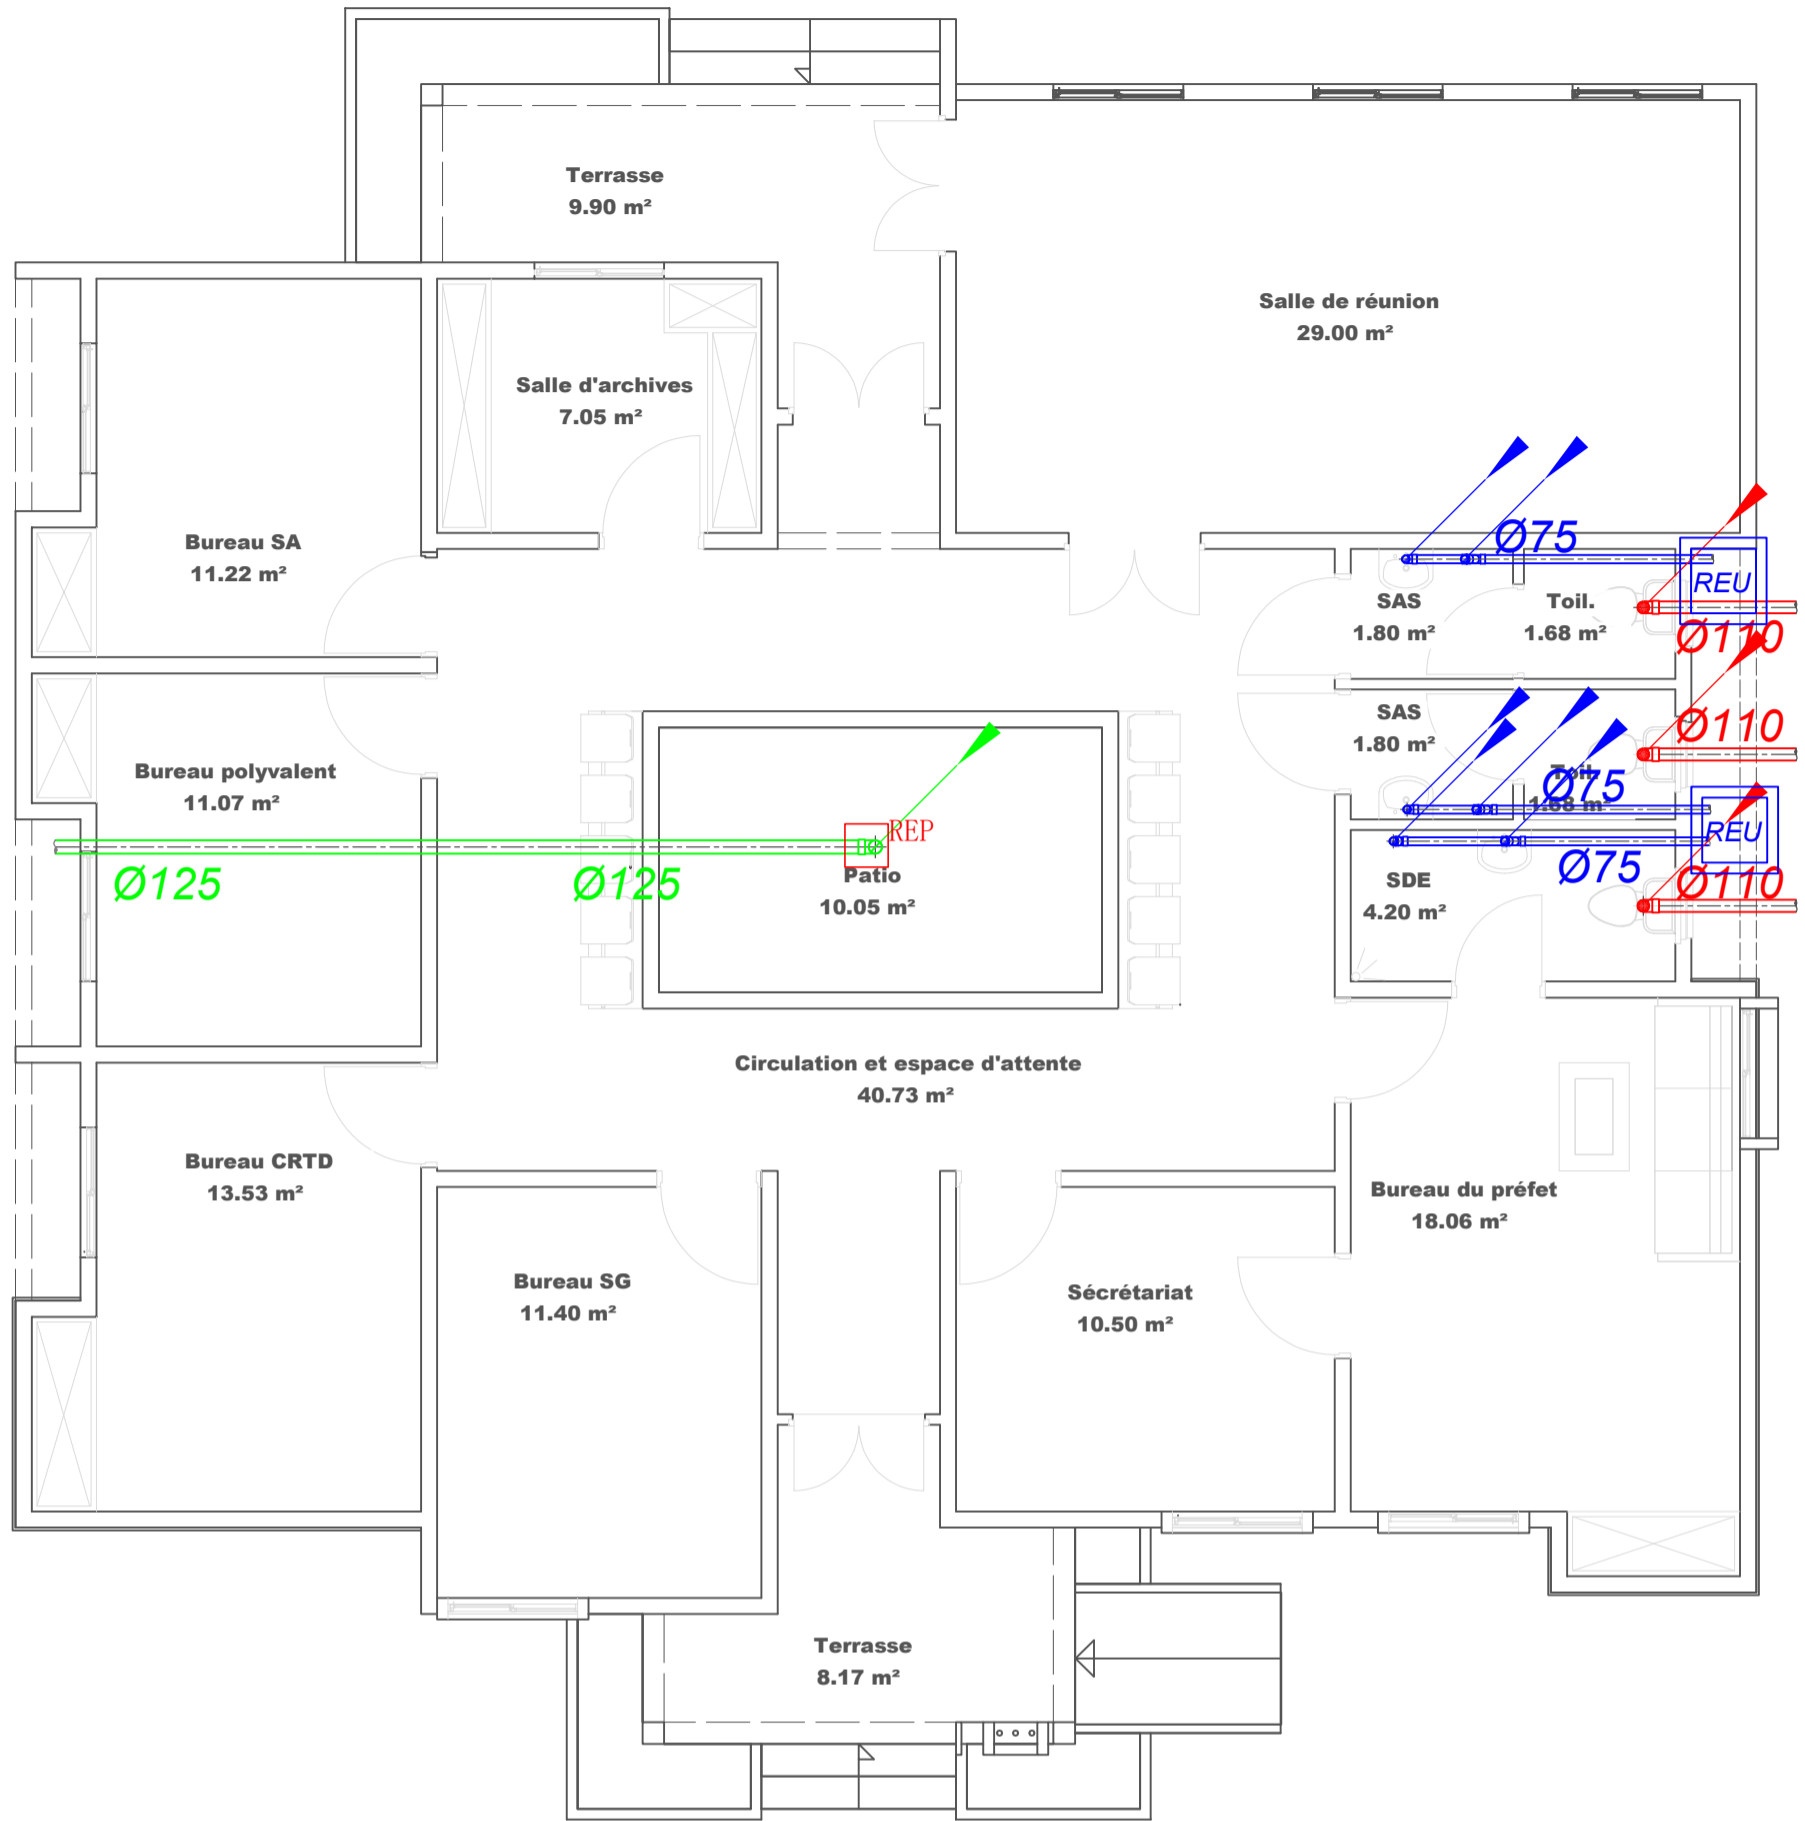 Terrasse
9.90 m²
Salle de réunion
29.00 m²
Salle d'archives
7.05 m²
Bureau SA
11.22 m²
Ø75
REU
SAS
1.80 m²
Toil.
1.68 m²
Ø110
SAS
1.80 m²
Ø110
Toil.
1.68 m²
Ø75
Bureau polyvalent
11.07 m²
REP
REU
Ø125
Ø125
Patio
10.05 m²
Ø75
Ø110
SDE
4.20 m²
Circulation et espace d'attente
40.73 m²
Bureau CRTD
13.53 m²
Bureau du préfet
18.06 m²
Bureau SG
11.40 m²
Sécrétariat
10.50 m²
Terrasse
8.17 m²